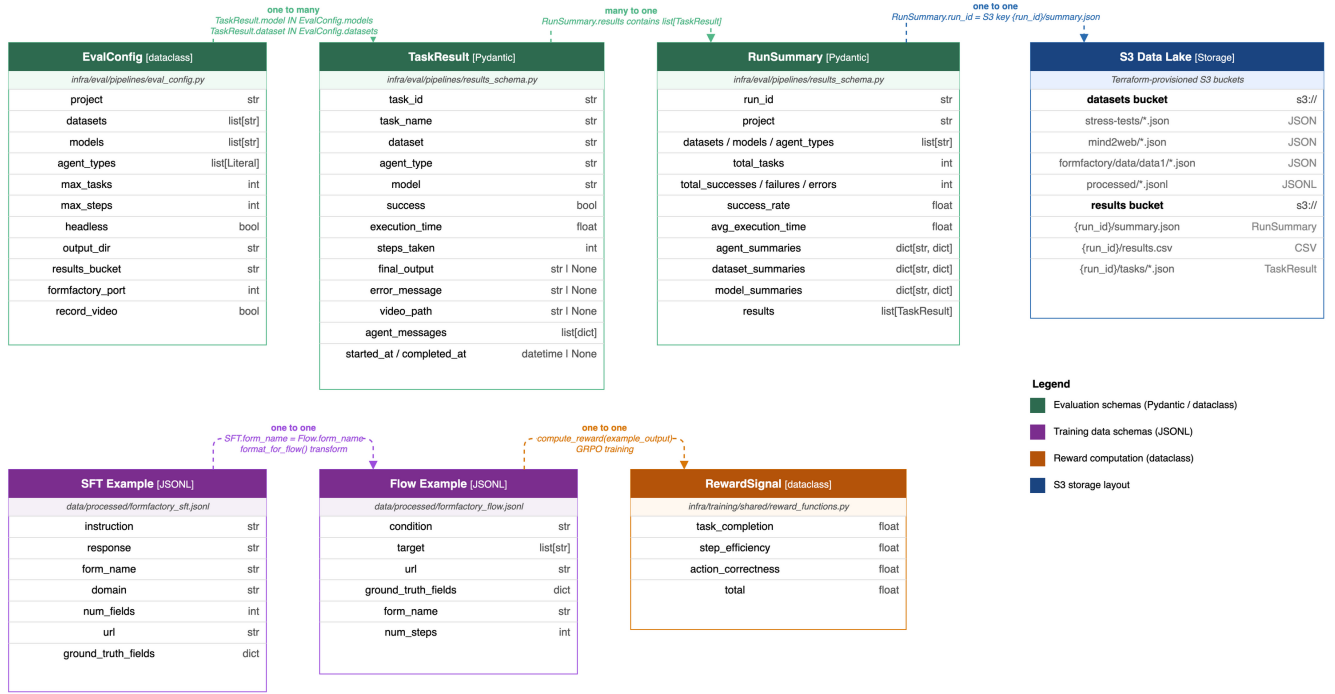 one to many
TaskResult.model IN EvalConfig.models
TaskResult.dataset IN EvalConfig.datasets
many to one
RunSummary.results contains list[TaskResult]
one to one
RunSummary.run_id = S3 key {run_id}/summary.json
EvalConfig [dataclass]
infra/eval/pipelines/eval_config.py
project str
datasets list[str]
models list[str]
agent_types list[Literal]
max_tasks int
max_steps int
headless bool
output_dir str
results_bucket str
formfactory_port int
record_video bool
TaskResult [Pydantic]
infra/eval/pipelines/results_schema.py
task_id str
task_name str
dataset str
agent_type str
model str
success bool
execution_time float
steps_taken int
final_output str | None
error_message str | None
video_path str | None
agent_messages list[dict]
started_at / completed_at datetime | None
RunSummary [Pydantic]
infra/eval/pipelines/results_schema.py
run_id str
project str
datasets / models / agent_types list[str]
total_tasks int
total_successes / failures / errors int
success_rate float
avg_execution_time float
agent_summaries dict[str, dict]
dataset_summaries dict[str, dict]
model_summaries dict[str, dict]
results list[TaskResult]
S3 Data Lake [Storage]
Terraform-provisioned S3 buckets
datasets bucket s3://
stress-tests/*.json JSON
mind2web/*.json JSON
formfactory/data/data1/*.json JSON
processed/*.jsonl JSONL
results bucket s3://
{run_id}/summary.json RunSummary
{run_id}/results.csv CSV
{run_id}/tasks/*.json TaskResult
Legend
Evaluation schemas (Pydantic / dataclass)
Training data schemas (JSONL)
Reward computation (dataclass)
S3 storage layout
one to one
SFT.form_name = Flow.form_name
format_for_flow() transform
one to one
compute_reward(example_output)
GRPO training
SFT Example [JSONL]
data/processed/formfactory_sft.jsonl
instruction str
response str
form_name str
domain str
num_fields int
url str
ground_truth_fields dict
Flow Example [JSONL]
data/processed/formfactory_flow.jsonl
condition str
target list[str]
url str
ground_truth_fields dict
form_name str
num_steps int
RewardSignal [dataclass]
infra/training/shared/reward_functions.py
task_completion float
step_efficiency float
action_correctness float
total float